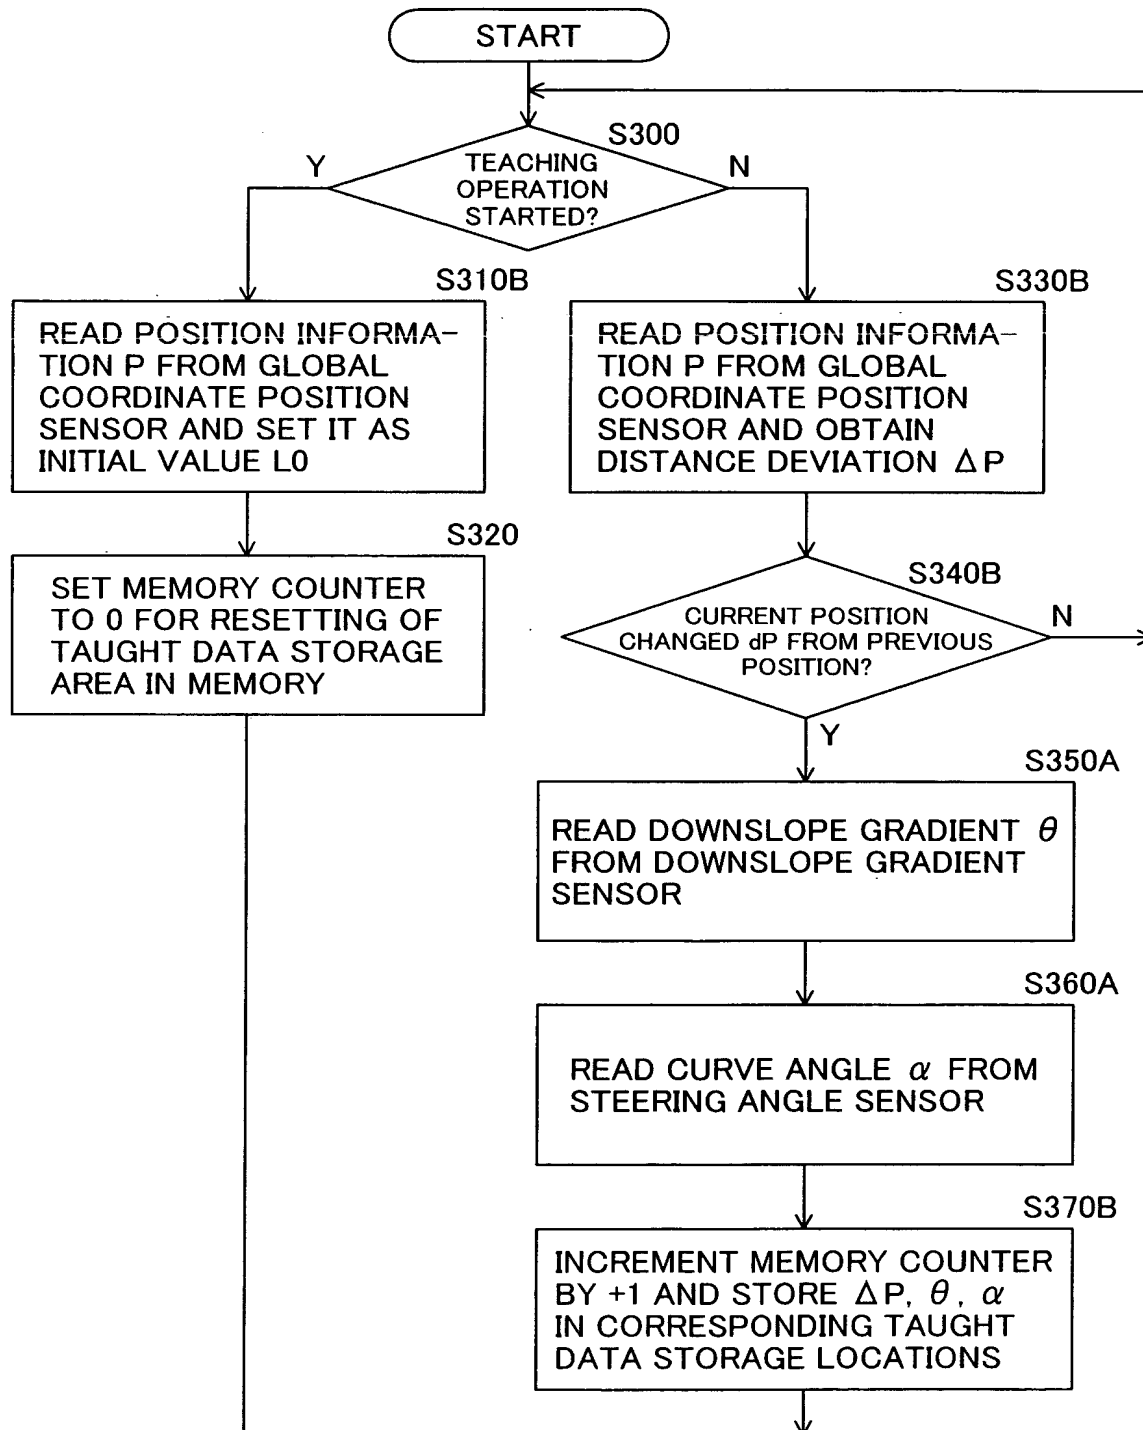 START
S300
Y
TEACHING
OPERATION
STARTED?
N
S310B
READ POSITION INFORMA-
TION P FROM GLOBAL
COORDINATE POSITION
SENSOR AND SET IT AS
INITIAL VALUE L0
S330B
READ POSITION INFORMA-
TION P FROM GLOBAL
COORDINATE POSITION
SENSOR AND OBTAIN
DISTANCE DEVIATION ΔP
S320
SET MEMORY COUNTER
TO 0 FOR RESETTING OF
TAUGHT DATA STORAGE
AREA IN MEMORY
S340B
CURRENT POSITION
CHANGED dP FROM PREVIOUS
POSITION?
N
Y
S350A
READ DOWNSLOPE GRADIENT θ
FROM DOWNSLOPE GRADIENT
SENSOR
S360A
READ CURVE ANGLE α FROM
STEERING ANGLE SENSOR
S370B
INCREMENT MEMORY COUNTER
BY +1 AND STORE ΔP, θ, α
IN CORRESPONDING TAUGHT
DATA STORAGE LOCATIONS